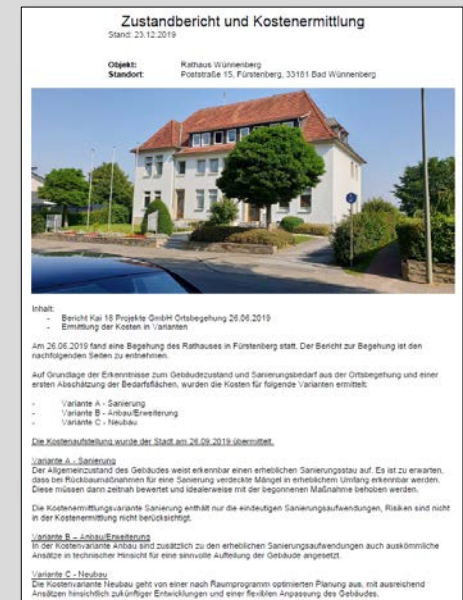 Zustandbericht und Kostenermittlung
Stand: 23.12.2019
Objekt: Rathaus Wünnenberg
Standort: Poststraße 15, Fürstenberg, 33181 Bad Wünnenberg
Inhalt:
- Bericht Kai 18 Projekte GmbH Ortsbegehung 26.06.2019
- Ermittlung der Kosten in Varianten
Am 26.06.2019 fand eine Begehung des Rathauses in Fürstenberg statt. Der Bericht zur Begehung ist den
nachfolgenden Seiten zu entnehmen.
Auf Grundlage der Erkenntnisse zum Gebäudezustand und Sanierungsbedarf aus der Ortsbegehung und einer
ersten Abschätzung der Bedarfsflächen, wurden die Kosten für folgende Varianten ermittelt:
- Variante A - Sanierung
- Variante B - Anbau/Erweiterung
- Variante C - Neubau
Die Kostenaufstellung wurde der Stadt am 26.09.2019 übermittelt.
Variante A - Sanierung
Der Allgemeinzustand des Gebäudes weist erkennbar einen erheblichen Sanierungsstau auf. Es ist zu erwarten,
dass bei Rückbaumaßnahmen für eine Sanierung verdeckte Mängel in erheblichem Umfang erkennbar werden.
Diese müssen dann zeitnah bewertet und idealerweise mit der begonnenen Maßnahme behoben werden.
Die Kostenermittlungsvariante Sanierung enthält nur die eindeutigen Sanierungsaufwendungen, Risiken sind nicht
in der Kostenermittlung nicht berücksichtigt.
Variante B – Anbau/Erweiterung
In der Kostenvariante Anbau sind zusätzlich zu den erheblichen Sanierungsaufwendungen auch auskömmliche
Ansätze in technischer Hinsicht für eine sinnvolle Aufteilung der Gebäude angesetzt.
Variante C - Neubau
Die Kostenvariante Neubau geht von einer nach Raumprogramm optimierten Planung aus, mit ausreichend
Ansätzen hinsichtlich zukünftiger Entwicklungen und einer flexiblen Anpassung des Gebäudes.